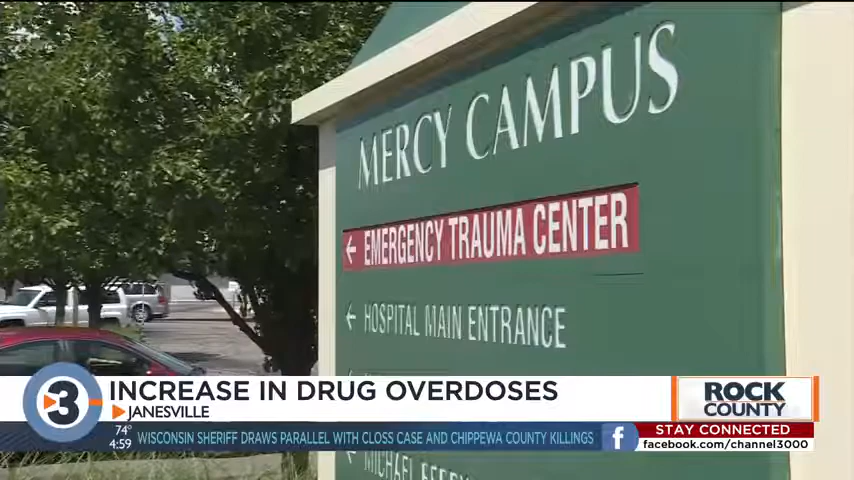 MERCY CAMPUS
← EMERGENCY TRAUMA CENTER
← HOSPITAL MAIN ENTRANCE
3
INCREASE IN DRUG OVERDOSES
JANESVILLE
ROCK
COUNTY
74°
4:59
WISCONSIN SHERIFF DRAWS PARALLEL WITH CLOSS CASE AND CHIPPEWA COUNTY KILLINGS
f
STAY CONNECTED
facebook.com/channel3000
← MICHAEL